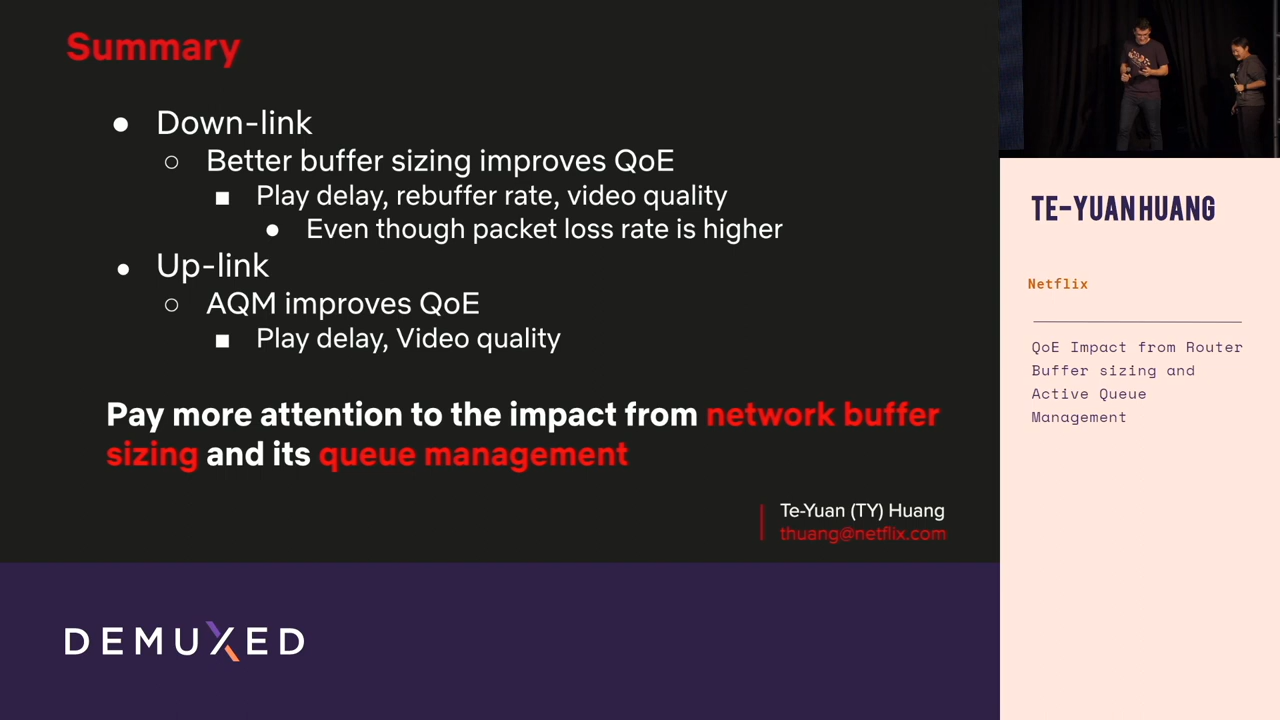 Summary
Down-link
Better buffer sizing improves QoE
Play delay, rebuffer rate, video quality
Even though packet loss rate is higher
Up-link
AQM improves QoE
Play delay, Video quality
Pay more attention to the impact from network buffer
sizing and its queue management
Te-Yuan (TY) Huang
thuang@netflix.com
DEMUXED
TE-YUAN HUANG
Netflix
QoE Impact from Router
Buffer sizing and
Active Queue
Management